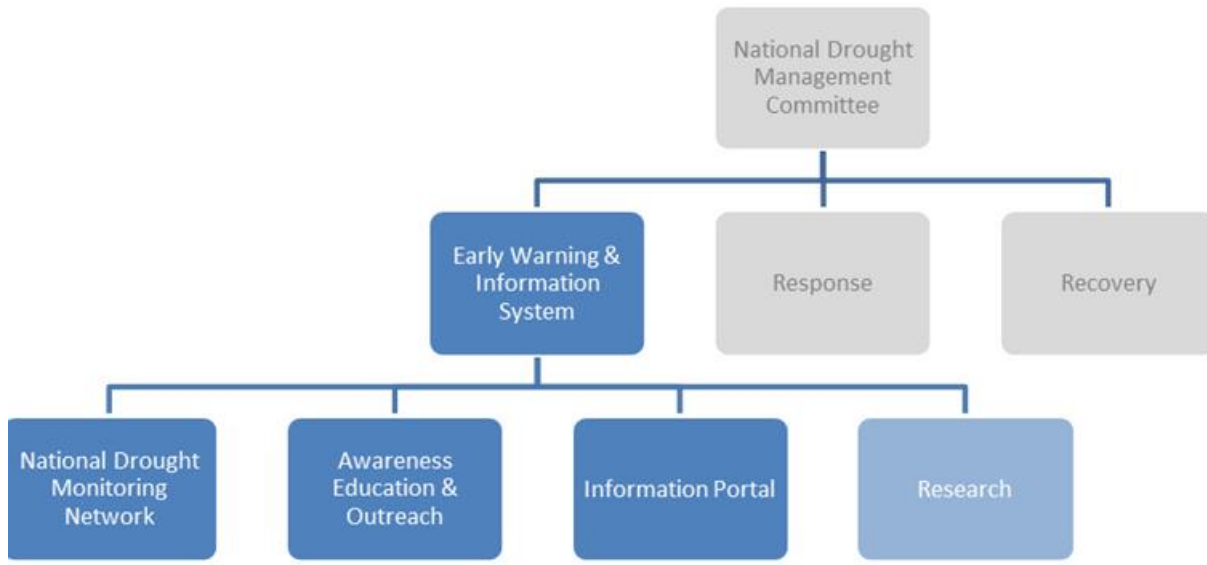 National Drought
Management
Committee
Early Warning &
Information
System
Response
Recovery
National Drought
Monitoring
Network
Awareness
Education &
Outreach
Information Portal
Research